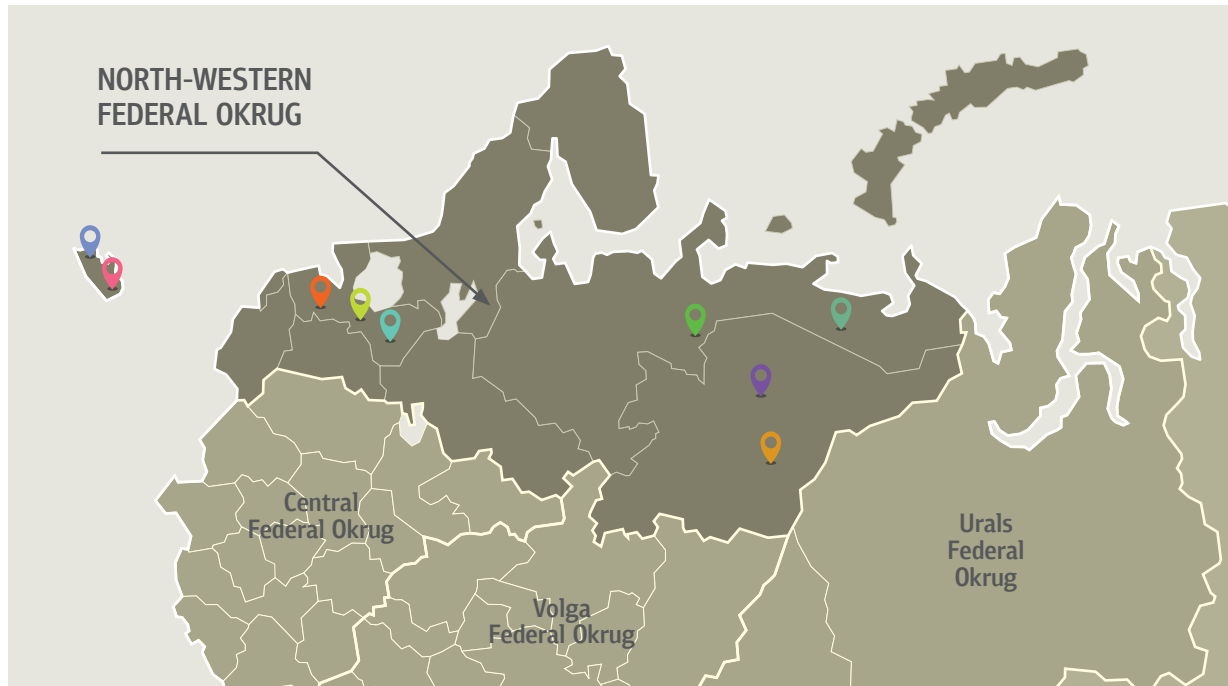 NORTH-WESTERN
FEDERAL OKRUG
Central
Federal Okrug
Volga
Federal Okrug
Urals
Federal
Okrug